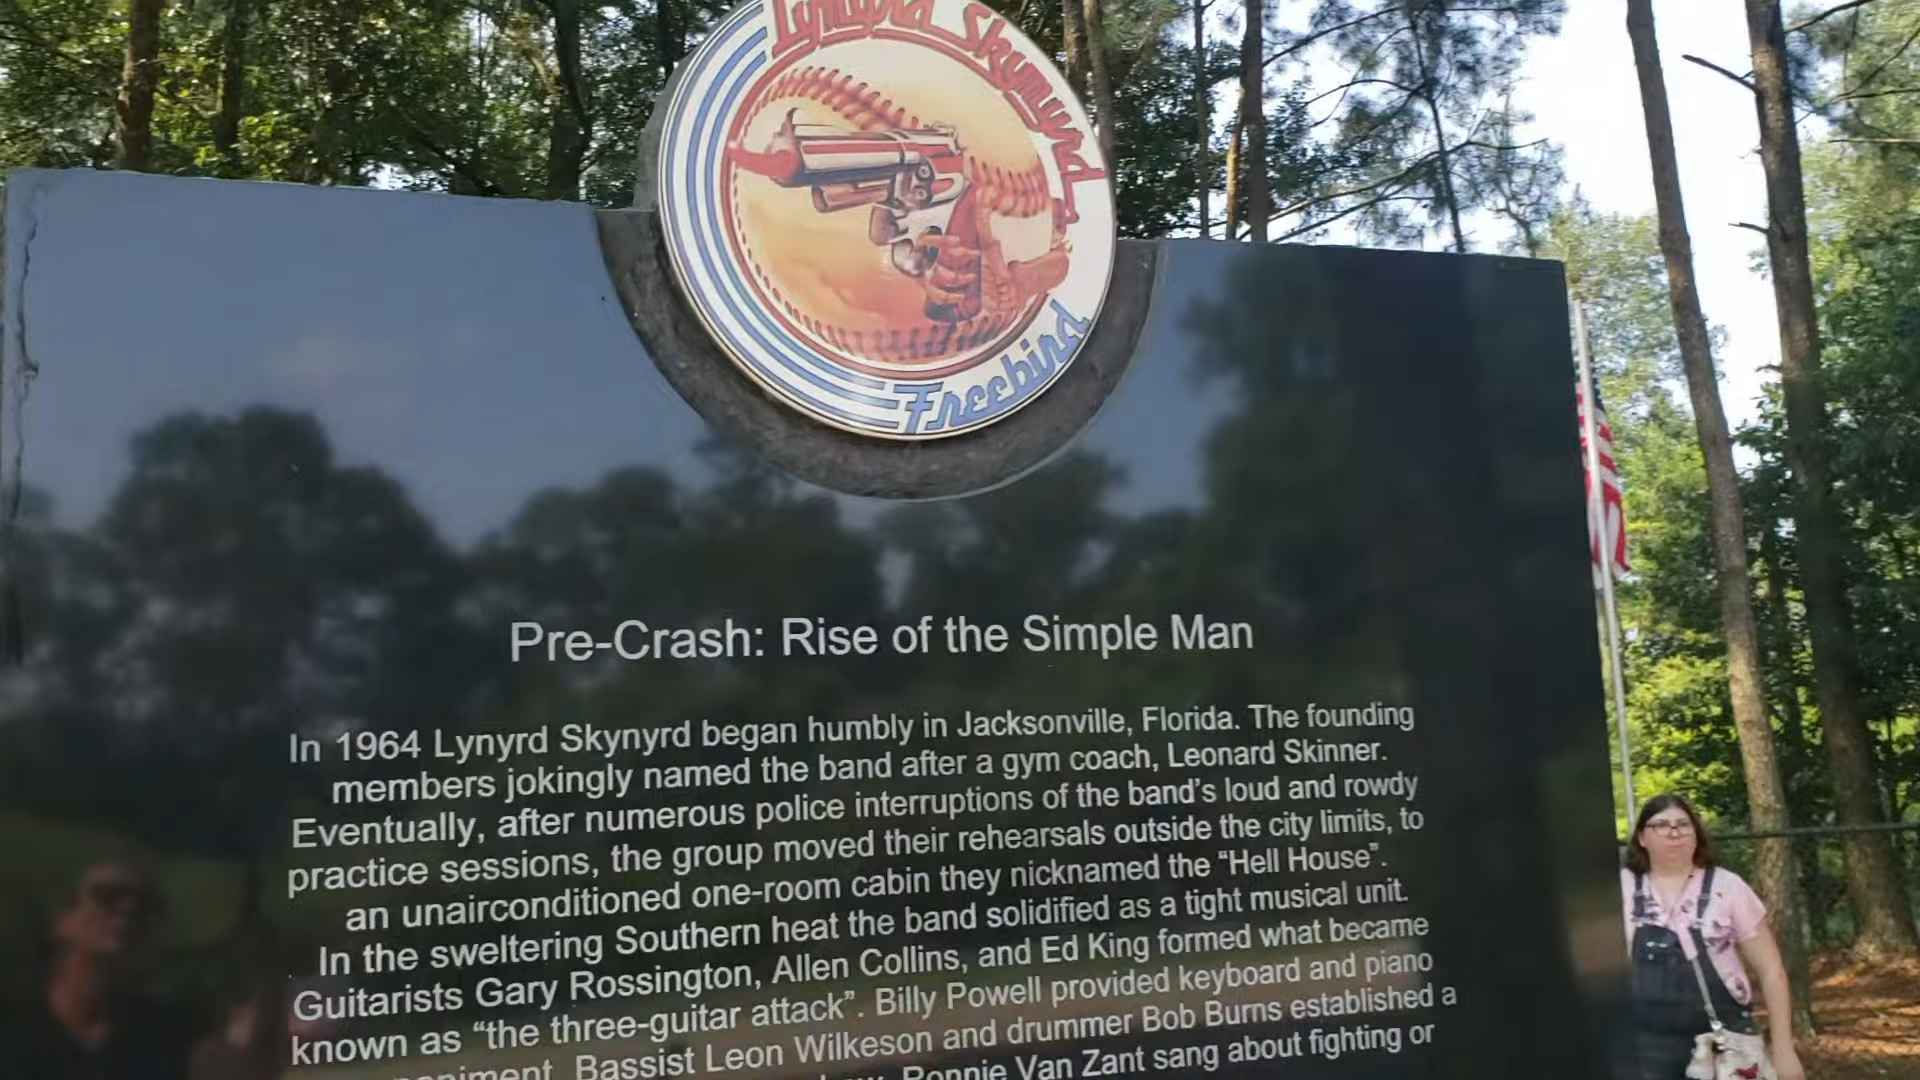 Lynyrd Skynyrd
Freebird
Pre-Crash: Rise of the Simple Man
In 1964 Lynyrd Skynyrd began humbly in Jacksonville, Florida. The founding
members jokingly named the band after a gym coach, Leonard Skinner.
Eventually, after numerous police interruptions of the band's loud and rowdy
practice sessions, the group moved their rehearsals outside the city limits, to
an unairconditioned one-room cabin they nicknamed the “Hell House”.
In the sweltering Southern heat the band solidified as a tight musical unit.
Guitarists Gary Rossington, Allen Collins, and Ed King formed what became
known as “the three-guitar attack”. Billy Powell provided keyboard and piano
Bassist Leon Wilkeson and drummer Bob Burns established a
Ronnie Van Zant sang about fighting or